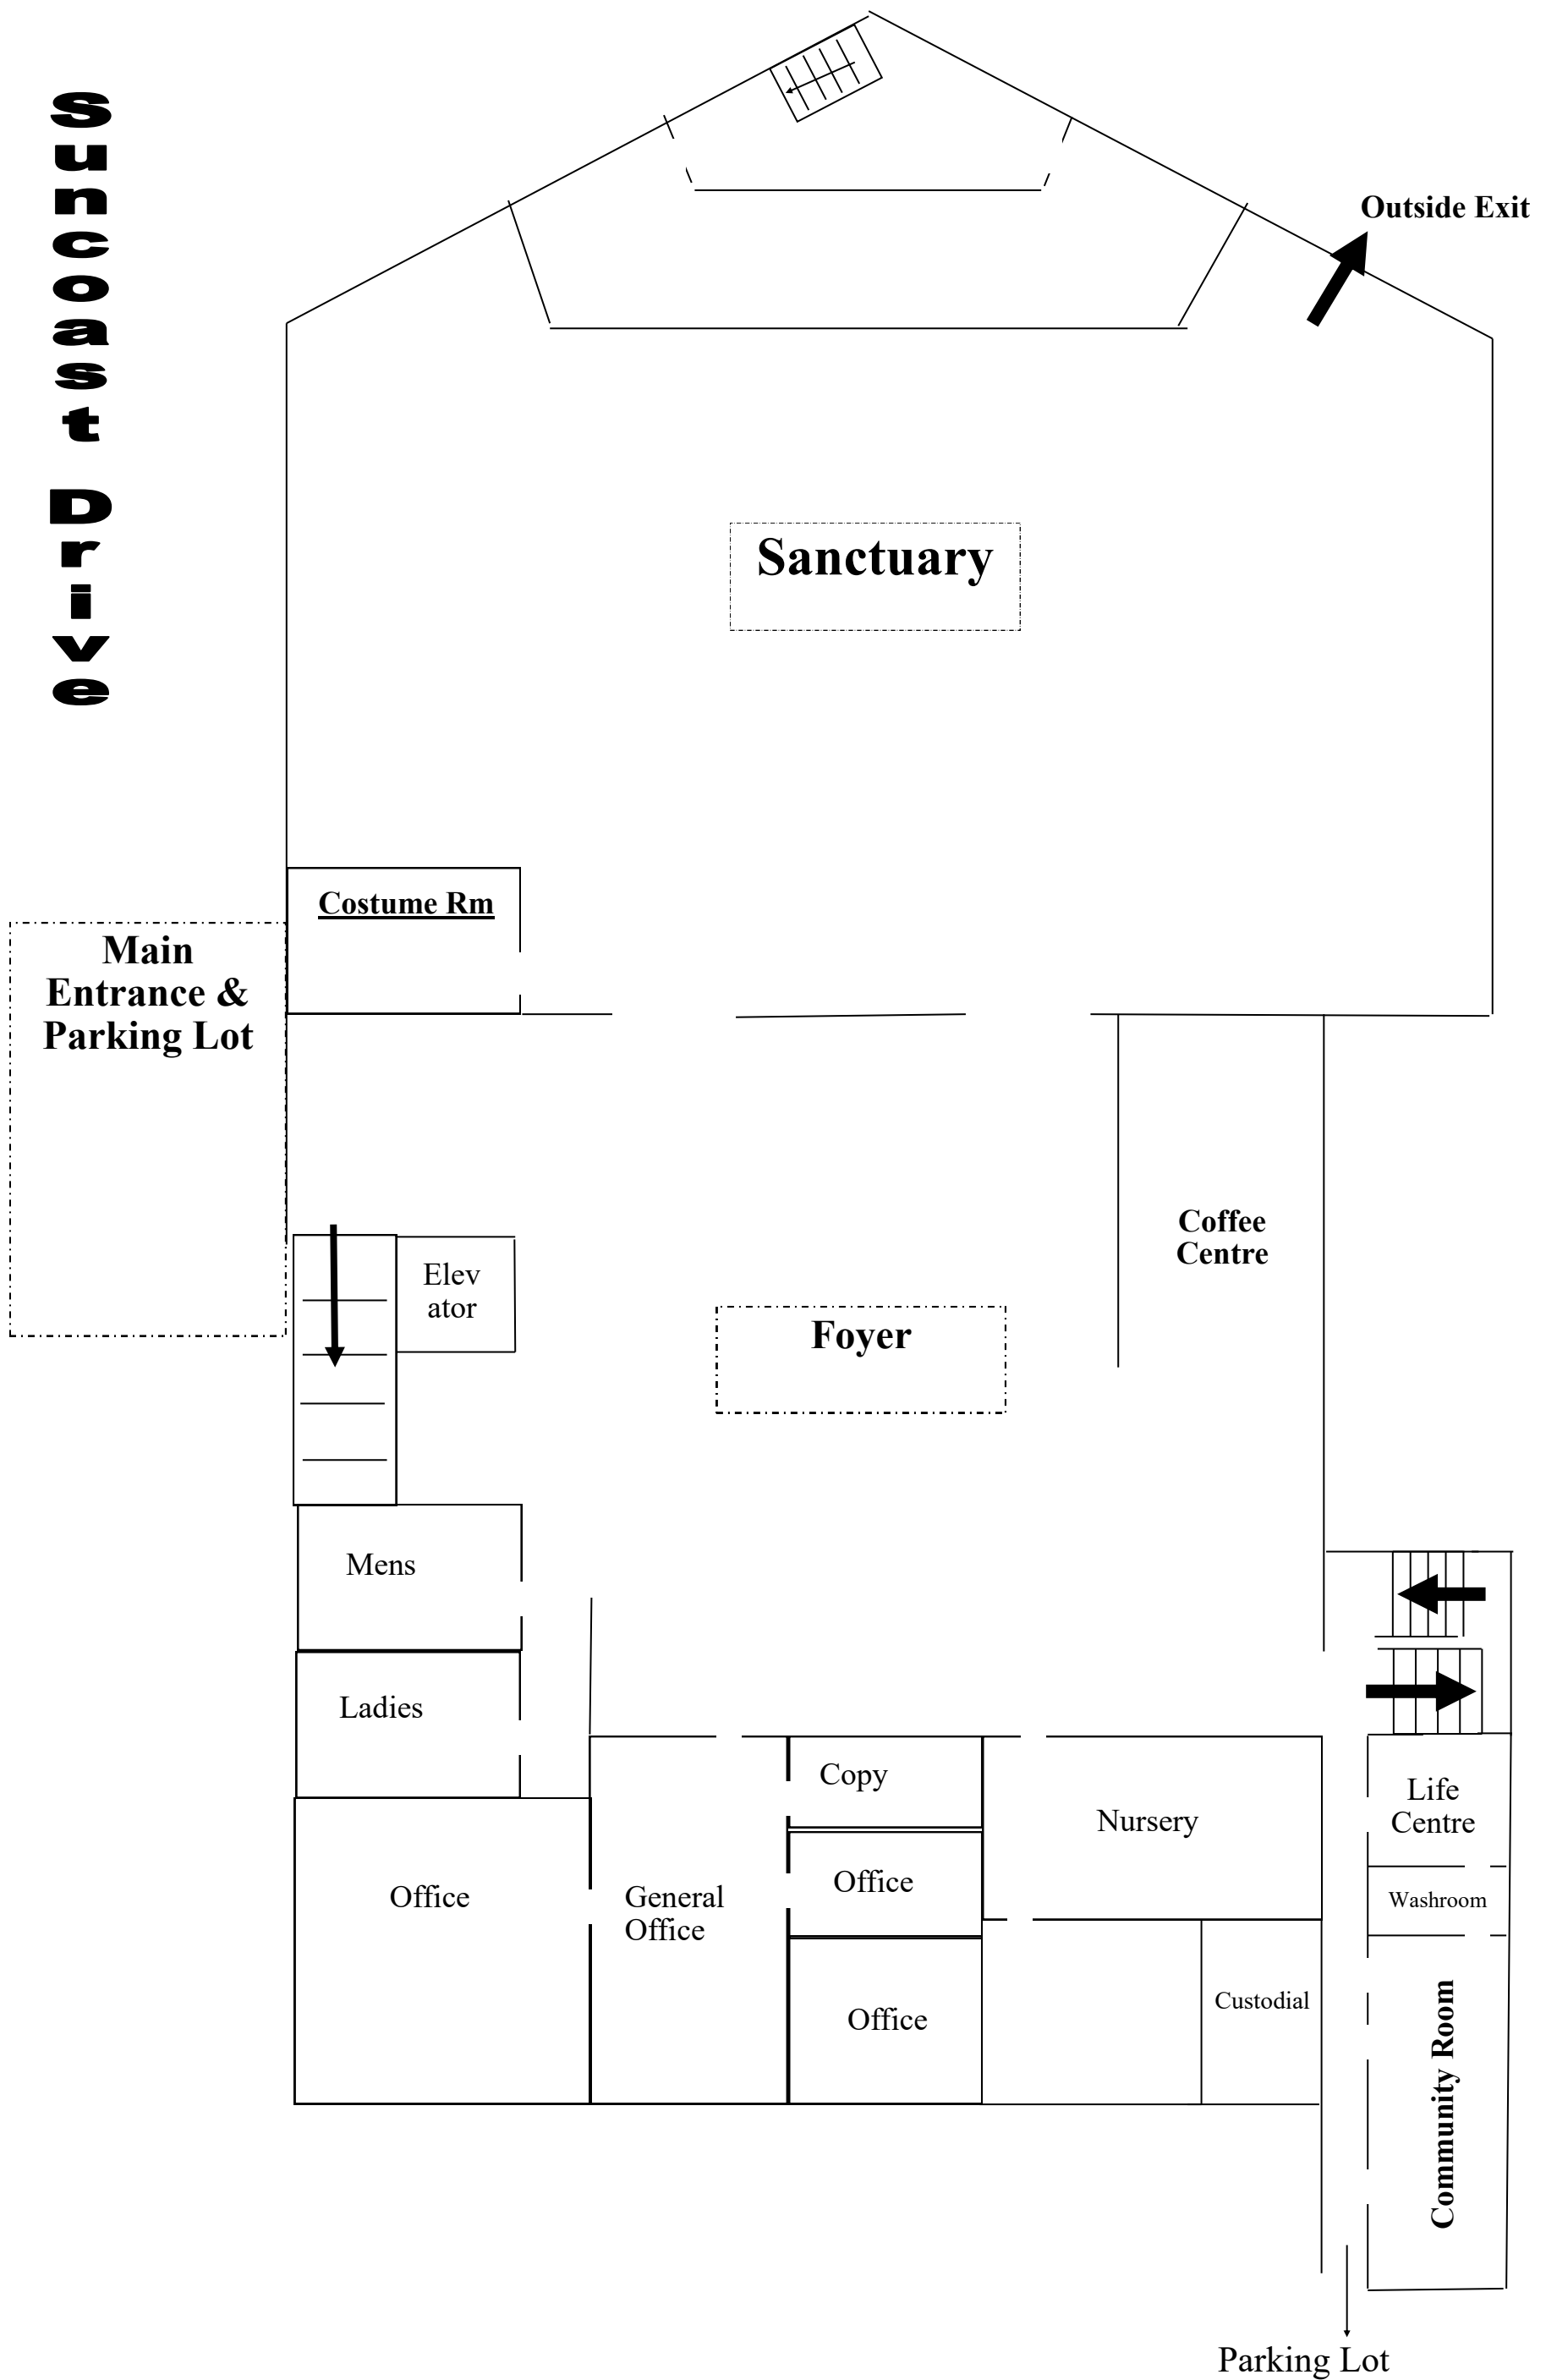 Suncoast Drive
Outside Exit
Sanctuary
Costume Rm
Main
Entrance &
Parking Lot
Coffee
Centre
Elev
ator
Foyer
Mens
Ladies
Copy
Life
Centre
Nursery
Office
General
Office
Office
Washroom
Custodial
Office
Community Room
Parking Lot